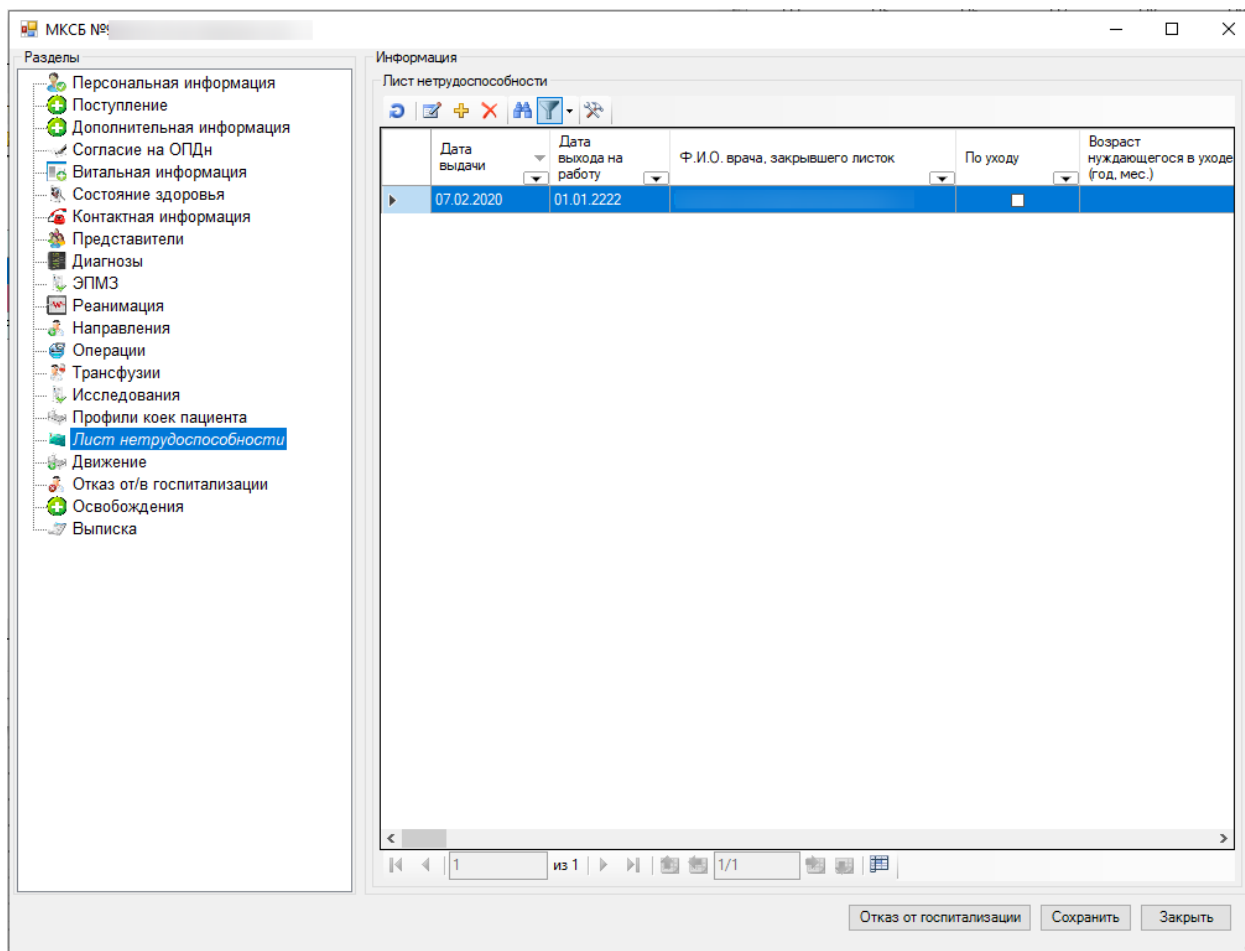 МКСБ №
Разделы
Персональная информация
Поступление
Дополнительная информация
Согласие на ОПДн
Витальная информация
Состояние здоровья
Контактная информация
Представители
Диагнозы
ЭПМЗ
Реанимация
Направления
Операции
Трансфузии
Исследования
Профили коек пациента
Лист нетрудоспособности
Движение
Отказ от/в госпитализации
Освобождения
Выписка
Информация
Лист нетрудоспособности
Дата
выдачи
Дата
выхода на
работу
Ф.И.О. врача, закрывшего листок
По уходу
Возраст
нуждающегося в уходе
(год, мес.)
07.02.2020 01.01.2222
1 из 1 1/1
Отказ от госпитализации Сохранить Закрыть